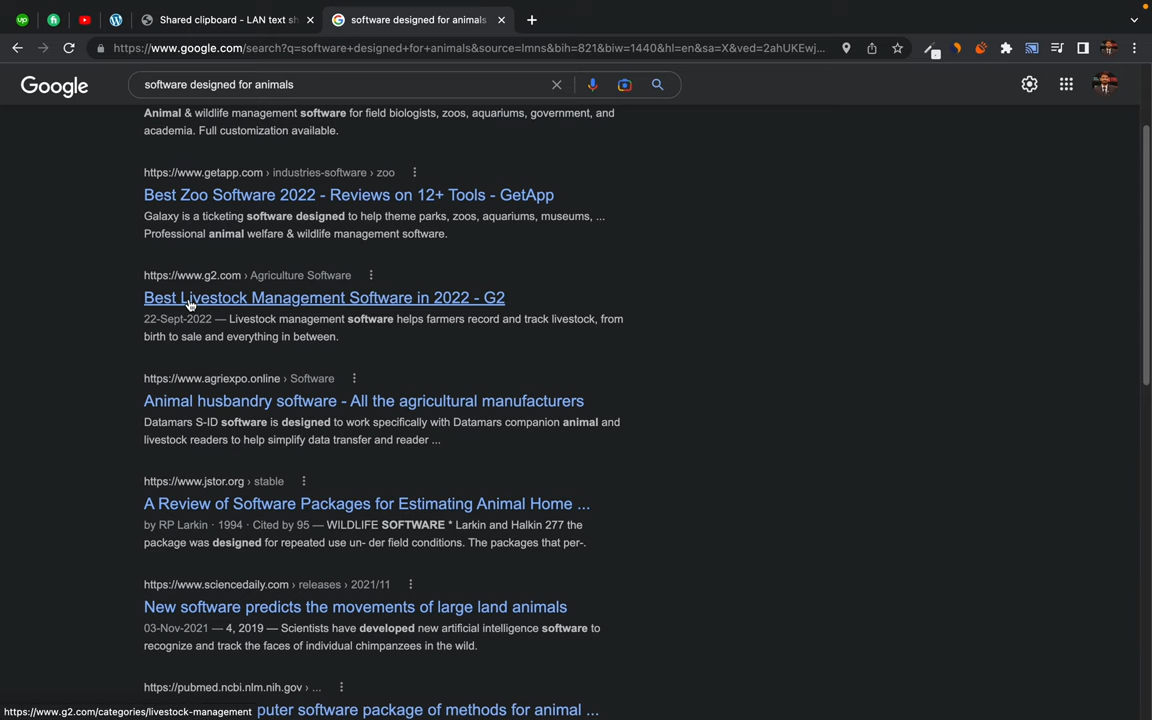 up fi Shared clipboard - LAN text sh software designed for animals
https://www.google.com/search?q=software+designed+for+animals&source=lmns&bih=821&biw=1440&hl=en&sa=X&ved=2ahUKEwj...
Google software designed for animals
Animal & wildlife management software for field biologists, zoos, aquariums, government, and
academia. Full customization available.
https://www.getapp.com › industries-software › zoo
Best Zoo Software 2022 - Reviews on 12+ Tools - GetApp
Galaxy is a ticketing software designed to help theme parks, zoos, aquariums, museums, ...
Professional animal welfare & wildlife management software.
https://www.g2.com › Agriculture Software
Best Livestock Management Software in 2022 - G2
22-Sept-2022 — Livestock management software helps farmers record and track livestock, from
birth to sale and everything in between.
https://www.agriexpo.online › Software
Animal husbandry software - All the agricultural manufacturers
Datamars S-ID software is designed to work specifically with Datamars companion animal and
livestock readers to help simplify data transfer and reader ...
https://www.jstor.org › stable
A Review of Software Packages for Estimating Animal Home ...
by RP Larkin · 1994 · Cited by 95 — WILDLIFE SOFTWARE * Larkin and Halkin 277 the
package was designed for repeated use un- der field conditions. The packages that per-.
https://www.sciencedaily.com › releases › 2021/11
New software predicts the movements of large land animals
03-Nov-2021 — 4, 2019 — Scientists have developed new artificial intelligence software to
recognize and track the faces of individual chimpanzees in the wild.
https://pubmed.ncbi.nlm.nih.gov › ...
puter software package of methods for animal ...
https://www.g2.com/categories/livestock-management